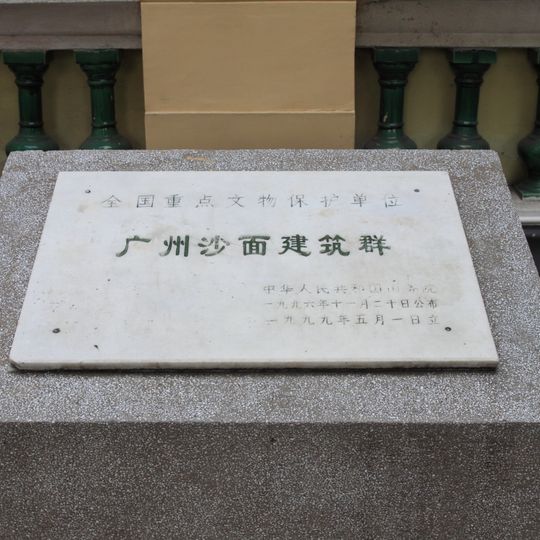 全国重点文物保护单位
广州沙面建筑群
中华人民共和国国务院
一九九六年十一月二十日公布
一九九九年五月一日立